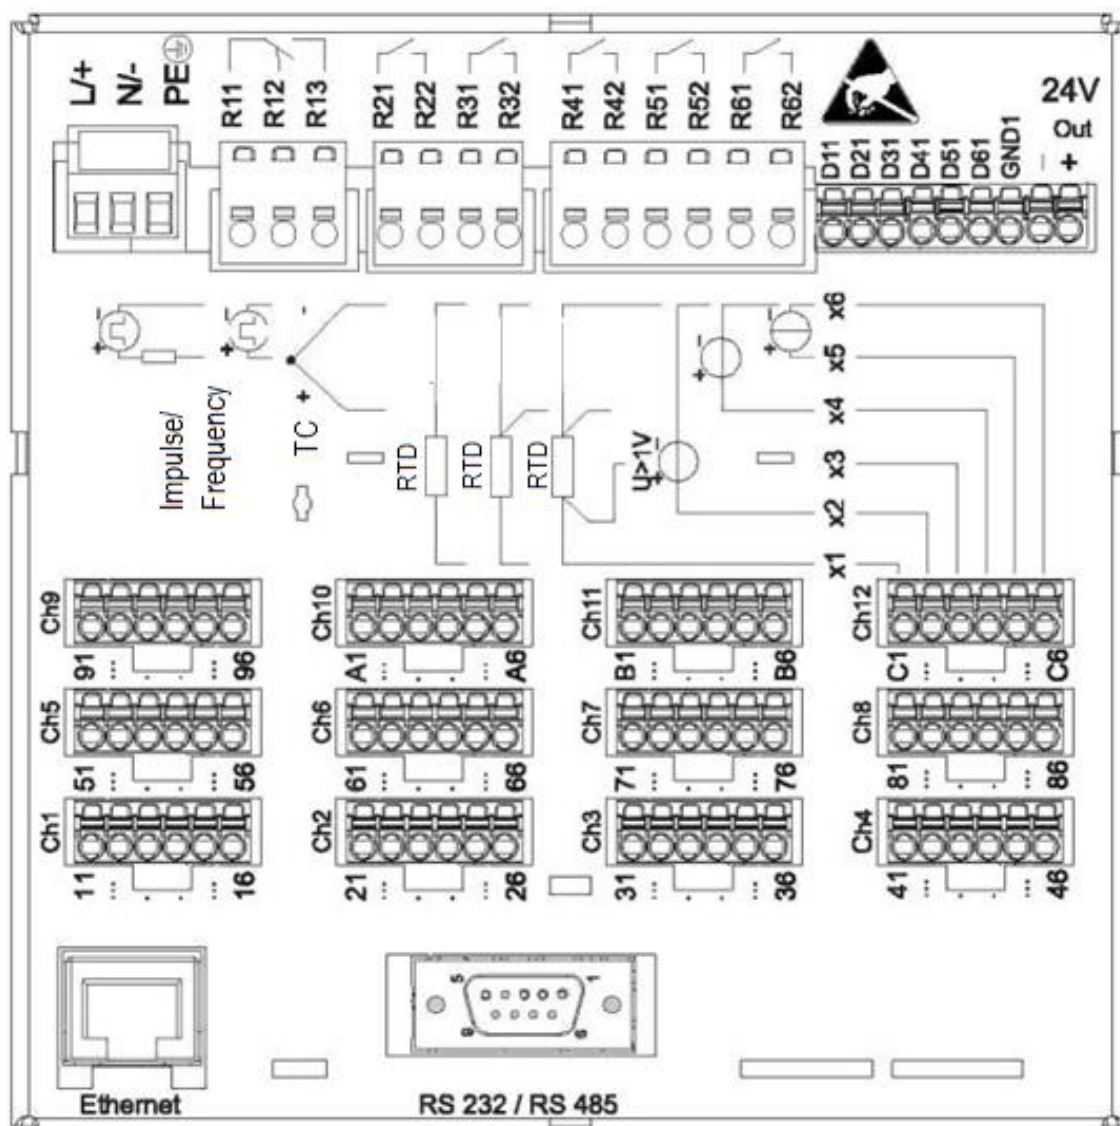 L/+ N/- PE R11 R12 R13 R21 R22 R31 R32 R41 R42 R51 R52 R61 R62
24V
Out
D11 D21 D31 D41 D51 D61 GND1 - +
- + - + - + - + - + - +
Impulse/
Frequency
TC
RTD RTD RTD
U>1V
x6
x5
x4
x3
x2
x1
Ch9 Ch10 Ch11 Ch12
91 ... . . ... 96 A1 ... . . ... A6 B1 ... . . ... B6 C1 ... . . ... C6
Ch5 Ch6 Ch7 Ch8
51 ... . . ... 56 61 ... . . ... 66 71 ... . . ... 76 81 ... . . ... 86
Ch1 Ch2 Ch3 Ch4
11 ... . . ... 16 21 ... . . ... 26 31 ... . . ... 36 41 ... . . ... 46
5 1
9 6
Ethernet RS 232 / RS 485